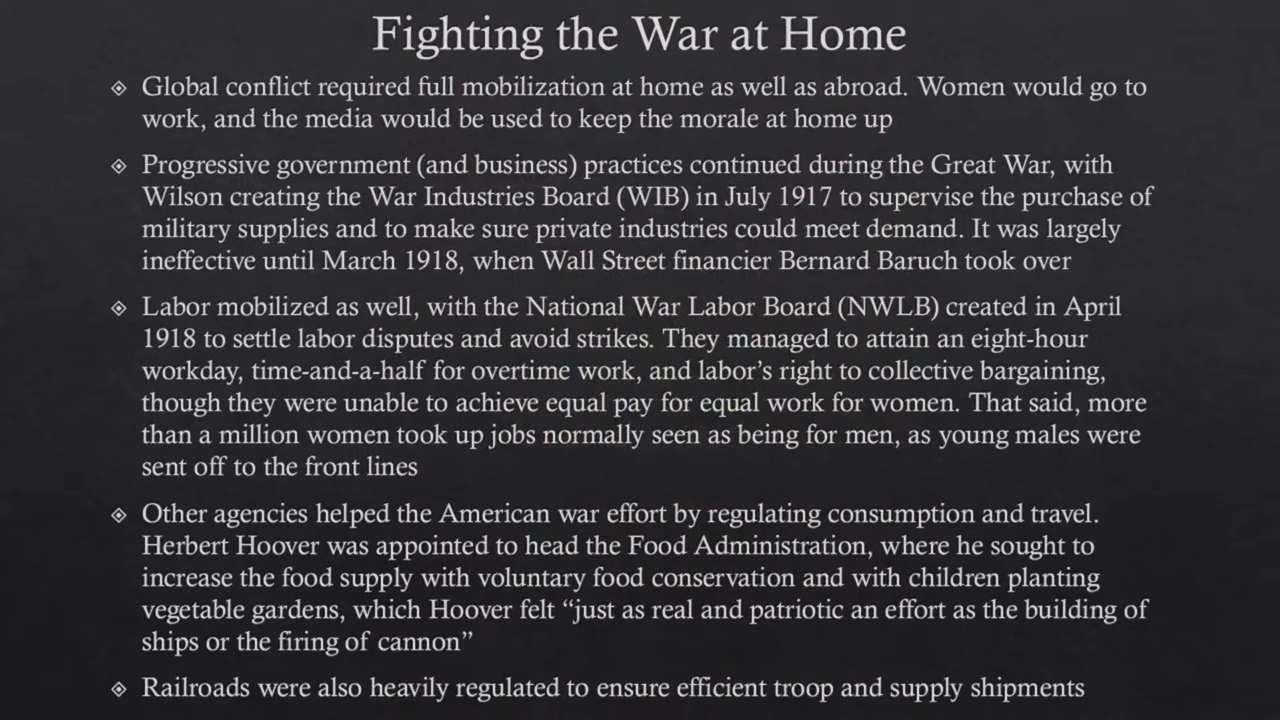 Fighting the War at Home
Global conflict required full mobilization at home as well as abroad. Women would go to
work, and the media would be used to keep the morale at home up
Progressive government (and business) practices continued during the Great War, with
Wilson creating the War Industries Board (WIB) in July 1917 to supervise the purchase of
military supplies and to make sure private industries could meet demand. It was largely
ineffective until March 1918, when Wall Street financier Bernard Baruch took over
Labor mobilized as well, with the National War Labor Board (NWLB) created in April
1918 to settle labor disputes and avoid strikes. They managed to attain an eight-hour
workday, time-and-a-half for overtime work, and labor’s right to collective bargaining,
though they were unable to achieve equal pay for equal work for women. That said, more
than a million women took up jobs normally seen as being for men, as young males were
sent off to the front lines
Other agencies helped the American war effort by regulating consumption and travel.
Herbert Hoover was appointed to head the Food Administration, where he sought to
increase the food supply with voluntary food conservation and with children planting
vegetable gardens, which Hoover felt “just as real and patriotic an effort as the building of
ships or the firing of cannon”
Railroads were also heavily regulated to ensure efficient troop and supply shipments